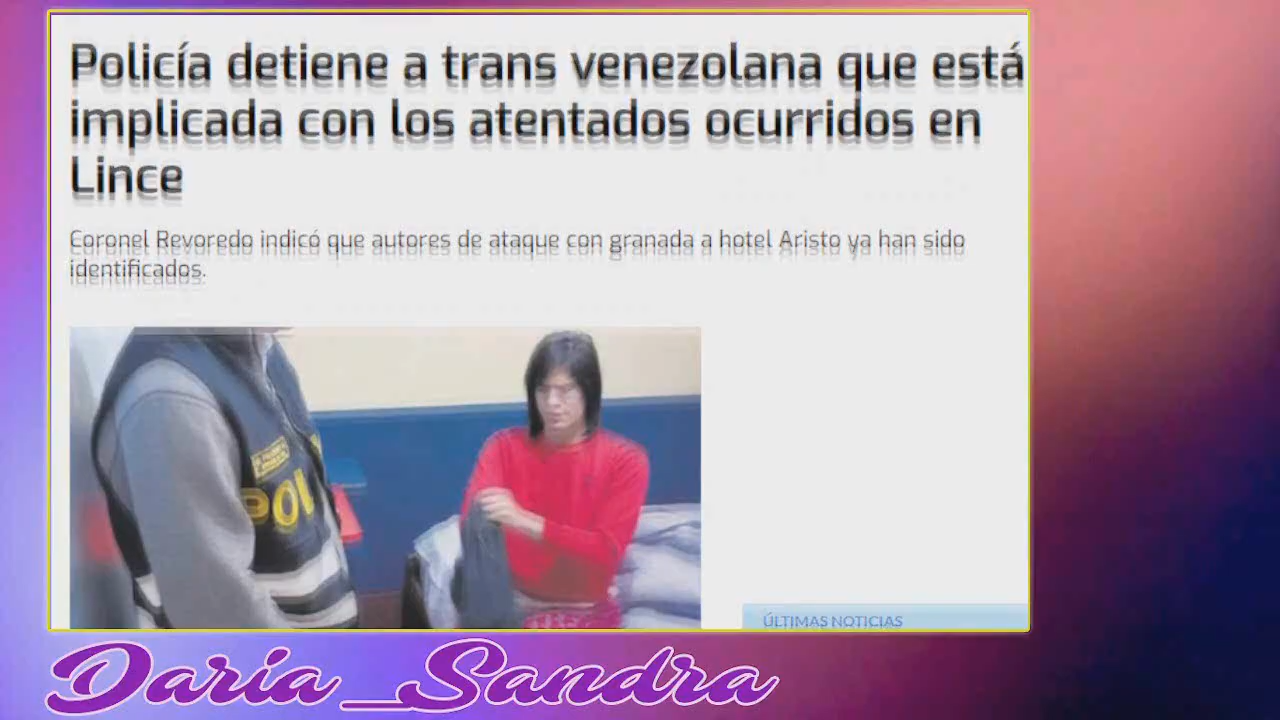 Policía detiene a trans venezolana que está
implicada con los atentados ocurridos en
Lince
Coronel Revoredo indicó que autores de ataque con granada a hotel Aristo ya han sido
identificados.
POL
ÚLTIMAS NOTICIAS
Daria_Sandra